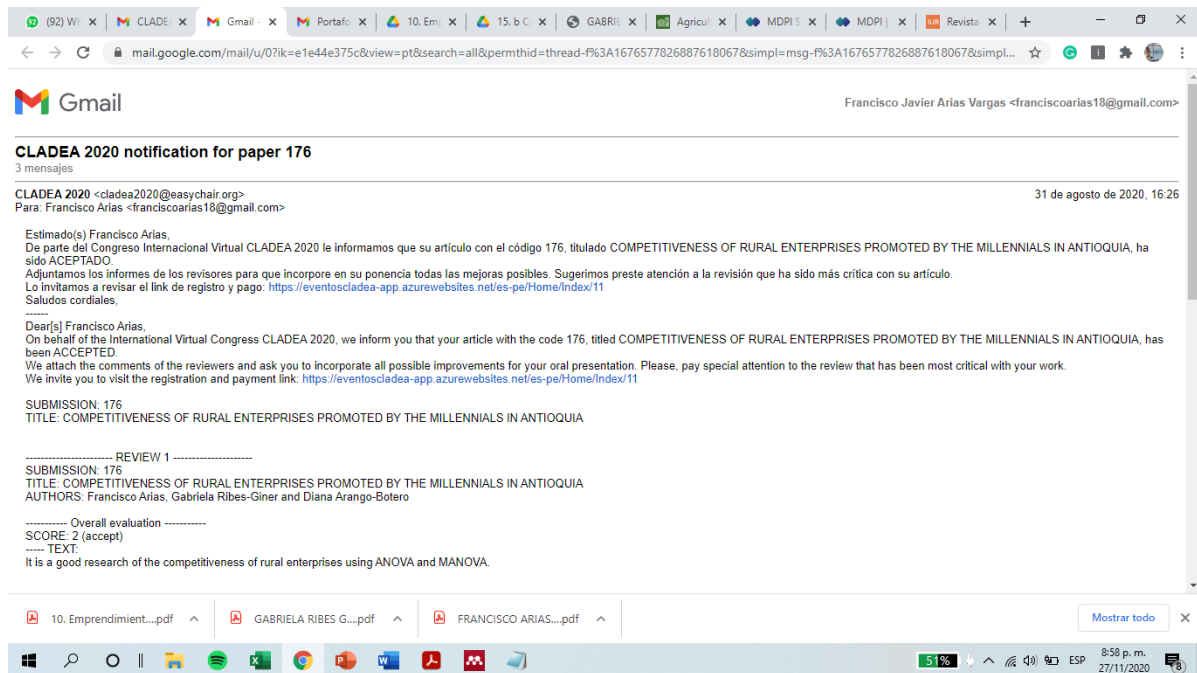 (92) Wh
CLADE
Gmail -
Portafo
10. Em
15. b C
GABRIE
Agricul
MDPI S
MDPI |
SJR
Revista
mail.google.com/mail/u/0?ik=e1e44e375c&view=pt&search=all&permthid=thread-f%3A1676577826887618067&simpl=msg-f%3A1676577826887618067&simpl...
Gmail
Francisco Javier Arias Vargas <franciscoarias18@gmail.com>
CLADEA 2020 notification for paper 176
3 mensajes
CLADEA 2020 <cladea2020@easychair.org>
31 de agosto de 2020, 16:26
Para: Francisco Arias <franciscoarias18@gmail.com>
Estimado(s) Francisco Arias,
De parte del Congreso Internacional Virtual CLADEA 2020 le informamos que su artículo con el código 176, titulado COMPETITIVENESS OF RURAL ENTERPRISES PROMOTED BY THE MILLENNIALS IN ANTIOQUIA, ha
sido ACEPTADO.
Adjuntamos los informes de los revisores para que incorpore en su ponencia todas las mejoras posibles. Sugerimos preste atención a la revisión que ha sido más crítica con su artículo.
Lo invitamos a revisar el link de registro y pago: https://eventoscladea-app.azurewebsites.net/es-pe/Home/Index/11
Saludos cordiales,
------
Dear[s] Francisco Arias,
On behalf of the International Virtual Congress CLADEA 2020, we inform you that your article with the code 176, titled COMPETITIVENESS OF RURAL ENTERPRISES PROMOTED BY THE MILLENNIALS IN ANTIOQUIA, has
been ACCEPTED.
We attach the comments of the reviewers and ask you to incorporate all possible improvements for your oral presentation. Please, pay special attention to the review that has been most critical with your work.
We invite you to visit the registration and payment link: https://eventoscladea-app.azurewebsites.net/es-pe/Home/Index/11
SUBMISSION: 176
TITLE: COMPETITIVENESS OF RURAL ENTERPRISES PROMOTED BY THE MILLENNIALS IN ANTIOQUIA
----------------------- REVIEW 1 ---------------------
SUBMISSION: 176
TITLE: COMPETITIVENESS OF RURAL ENTERPRISES PROMOTED BY THE MILLENNIALS IN ANTIOQUIA
AUTHORS: Francisco Arias, Gabriela Ribes-Giner and Diana Arango-Botero
----------- Overall evaluation -----------
SCORE: 2 (accept)
----- TEXT:
It is a good research of the competitiveness of rural enterprises using ANOVA and MANOVA.
10. Emprendimient....pdf
GABRIELA RIBES G....pdf
FRANCISCO ARIAS....pdf
Mostrar todo
51%
ESP
8:58 p. m.
27/11/2020
8